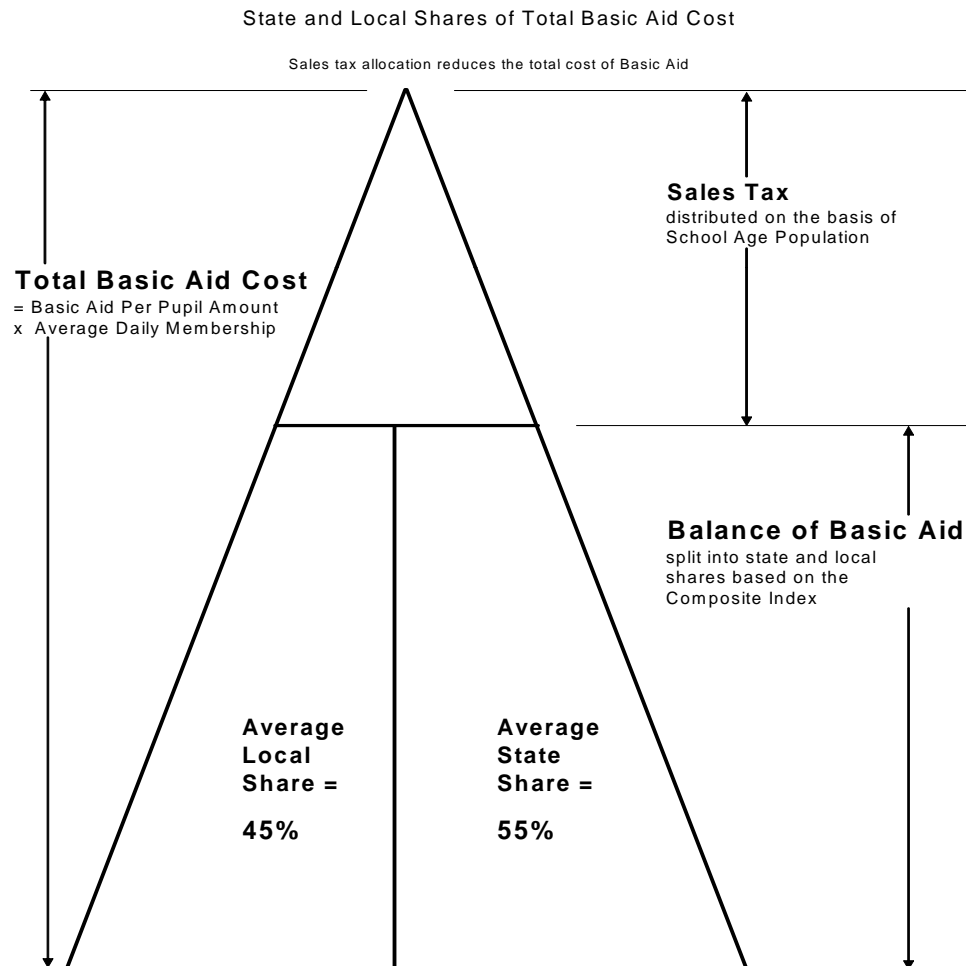 State and Local Shares of Total Basic Aid Cost
Sales tax allocation reduces the total cost of Basic Aid
Sales Tax
distributed on the basis of
School Age Population
Total Basic Aid Cost
= Basic Aid Per Pupil Amount
x Average Daily Membership
Balance of Basic Aid
split into state and local
shares based on the
Composite Index
Average
Local
Share =
45%
Average
State
Share =
55%